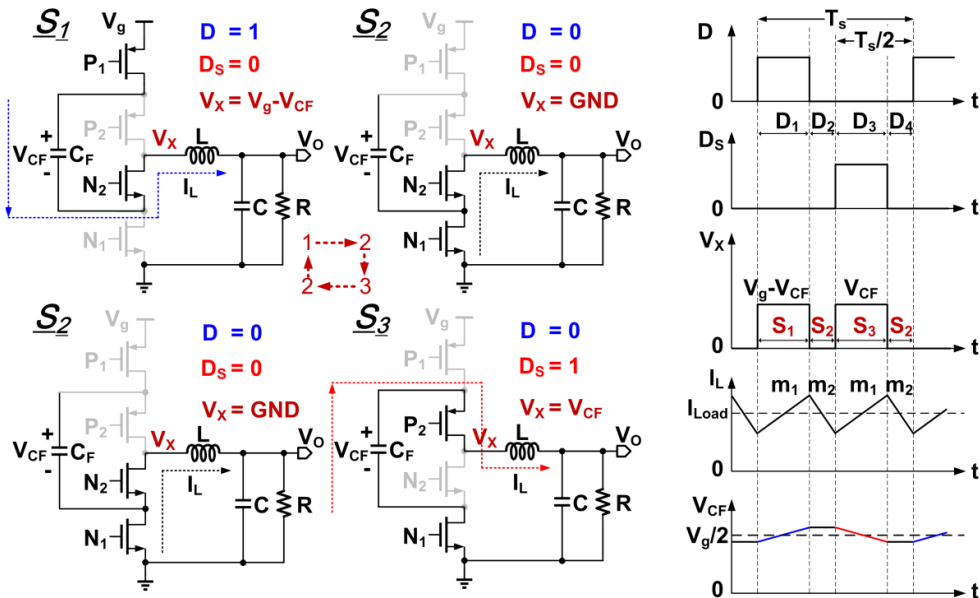 S1
Vg
D = 1
DS = 0
VX = Vg-VCF
P1
P2
+
VCF
-
CF
VX
L
VO
N2
IL
C
R
N1
S2
Vg
D = 0
DS = 0
VX = GND
P1
P2
+
VCF
-
CF
VX
L
VO
N2
IL
C
R
N1
1 2
2 3
S2
Vg
D = 0
DS = 0
VX = GND
P1
P2
+
VCF
-
CF
VX
L
VO
N2
IL
C
R
N1
S3
Vg
D = 0
DS = 1
VX = VCF
P1
P2
+
VCF
-
CF
VX
L
VO
N2
IL
C
R
N1
Ts
D
Ts/2
0
t
D1 D2 D3 D4
DS
0
t
VX
Vg-VCF VCF
S1 S2 S3 S2
0
t
IL
m1 m2 m1 m2
ILoad
0
t
VCF
Vg/2
0
t